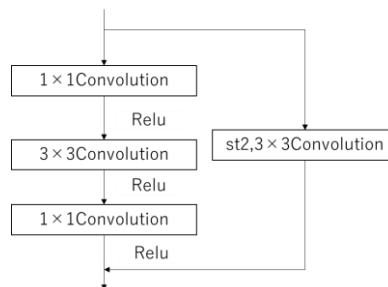 1×1Convolution
Relu
3×3Convolution
Relu
1×1Convolution
Relu
st2,3×3Convolution